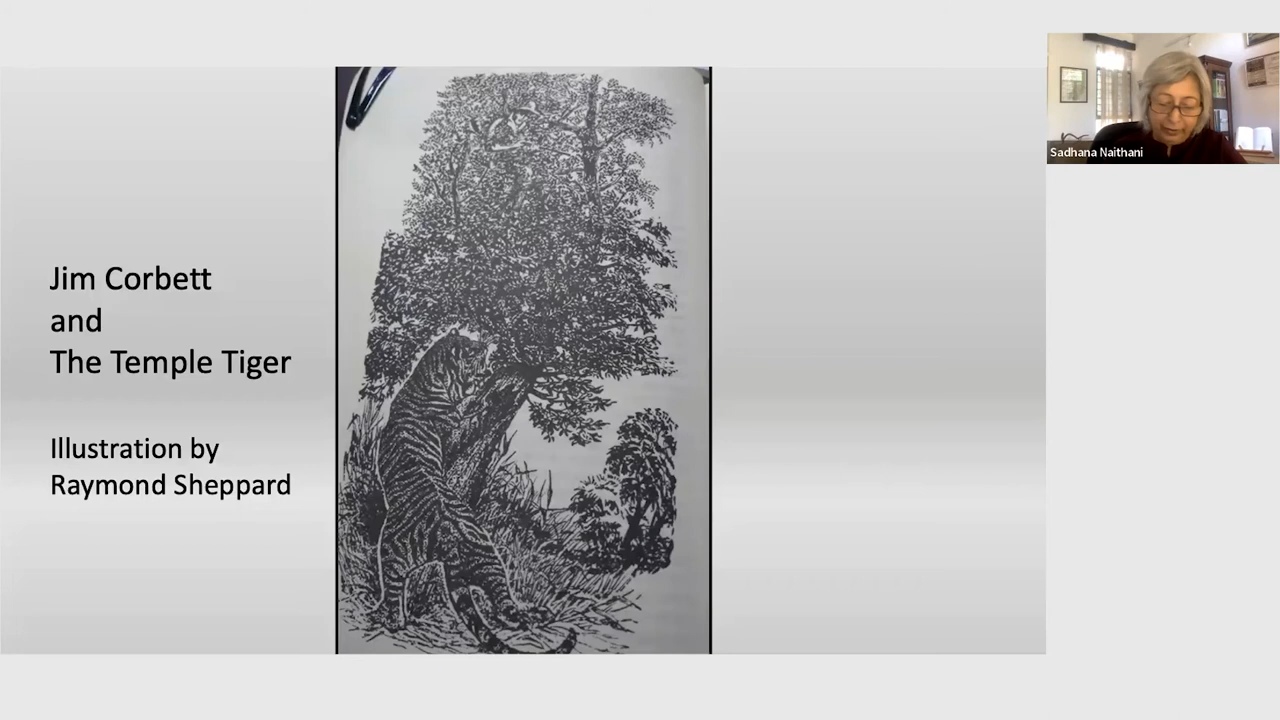 Jim Corbett
and
The Temple Tiger
Illustration by
Raymond Sheppard
Sadhana Naithani